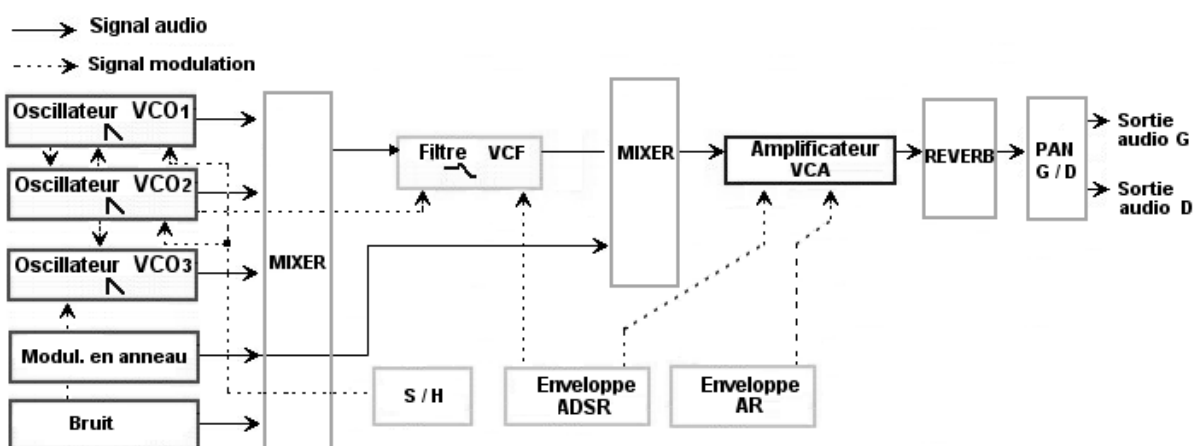 Signal audio
Signal modulation
Oscillateur VCO1
Oscillateur VCO2
Oscillateur VCO3
Modul. en anneau
Bruit
MIXER
Filtre VCF
S / H
Enveloppe
ADSR
MIXER
Enveloppe
AR
Amplificateur
VCA
REVERB
PAN
G / D
Sortie
audio G
Sortie
audio D